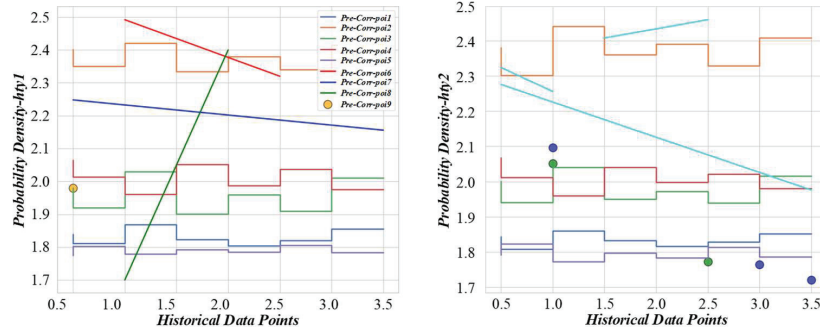 Probability Density-hty1
2.5
2.4
2.3
2.2
2.1
2.0
1.9
1.8
1.7
0.5 1.0 1.5 2.0 2.5 3.0 3.5
Historical Data Points
Pre-Corr-poi1
Pre-Corr-poi2
Pre-Corr-poi3
Pre-Corr-poi4
Pre-Corr-poi5
Pre-Corr-poi6
Pre-Corr-poi7
Pre-Corr-poi8
Pre-Corr-poi9
Probability Density-hty2
2.5
2.4
2.3
2.2
2.1
2.0
1.9
1.8
1.7
0.5 1.0 1.5 2.0 2.5 3.0 3.5
Historical Data Points